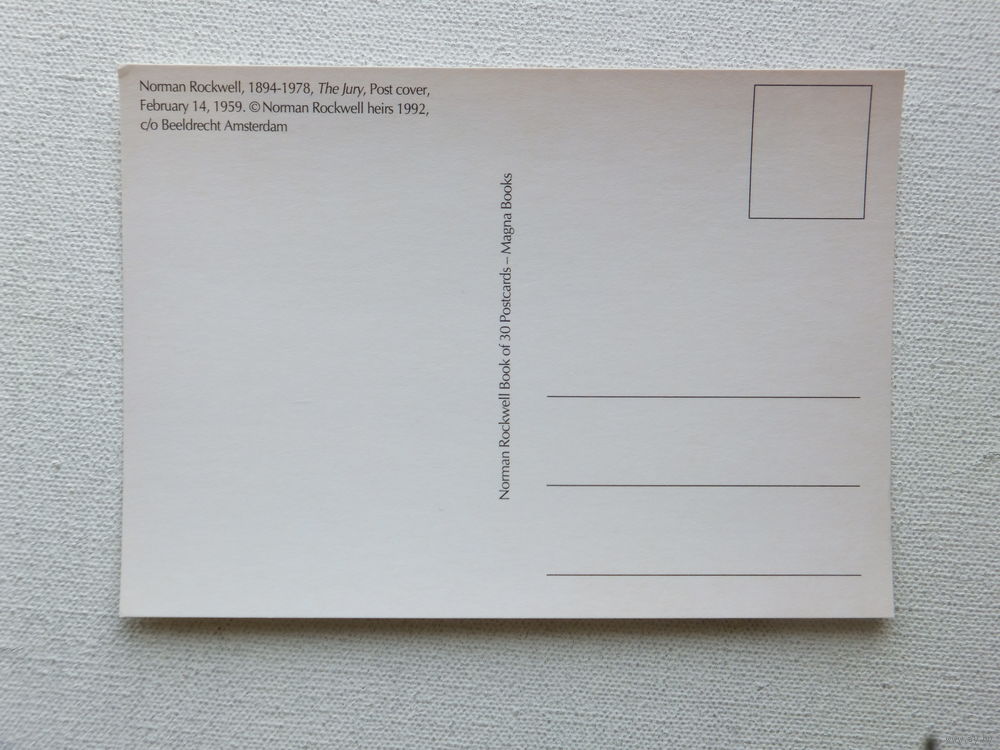 Norman Rockwell, 1894-1978, The Jury, Post cover,
February 14, 1959. © Norman Rockwell heirs 1992,
c/o Beeldrecht Amsterdam
Norman Rockwell Book of 30 Postcards – Magna Books